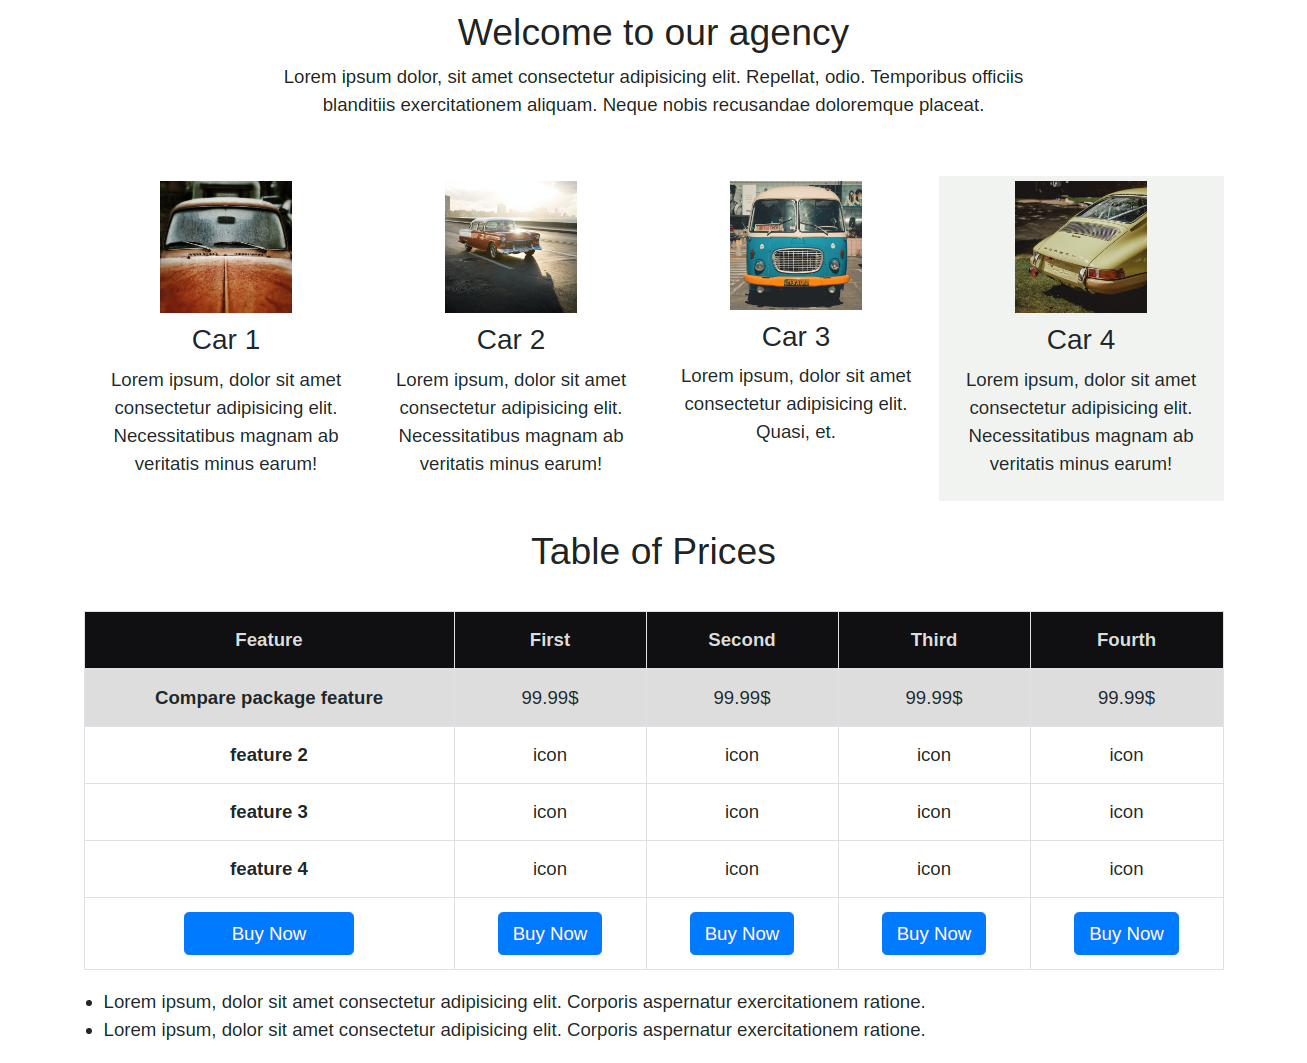 Welcome to our agency
Lorem ipsum dolor, sit amet consectetur adipisicing elit. Repellat, odio. Temporibus officiis
blanditiis exercitationem aliquam. Neque nobis recusandae doloremque placeat.
Car 1
Lorem ipsum, dolor sit amet
consectetur adipisicing elit.
Necessitatibus magnam ab
veritatis minus earum!
Car 2
Lorem ipsum, dolor sit amet
consectetur adipisicing elit.
Necessitatibus magnam ab
veritatis minus earum!
Car 3
Lorem ipsum, dolor sit amet
consectetur adipisicing elit.
Quasi, et.
Car 4
Lorem ipsum, dolor sit amet
consectetur adipisicing elit.
Necessitatibus magnam ab
veritatis minus earum!
Table of Prices
Feature First Second Third Fourth
Compare package feature 99.99$ 99.99$ 99.99$ 99.99$
feature 2 icon icon icon icon
feature 3 icon icon icon icon
feature 4 icon icon icon icon
Buy Now Buy Now Buy Now Buy Now Buy Now
Lorem ipsum, dolor sit amet consectetur adipisicing elit. Corporis aspernatur exercitationem ratione.
Lorem ipsum, dolor sit amet consectetur adipisicing elit. Corporis aspernatur exercitationem ratione.